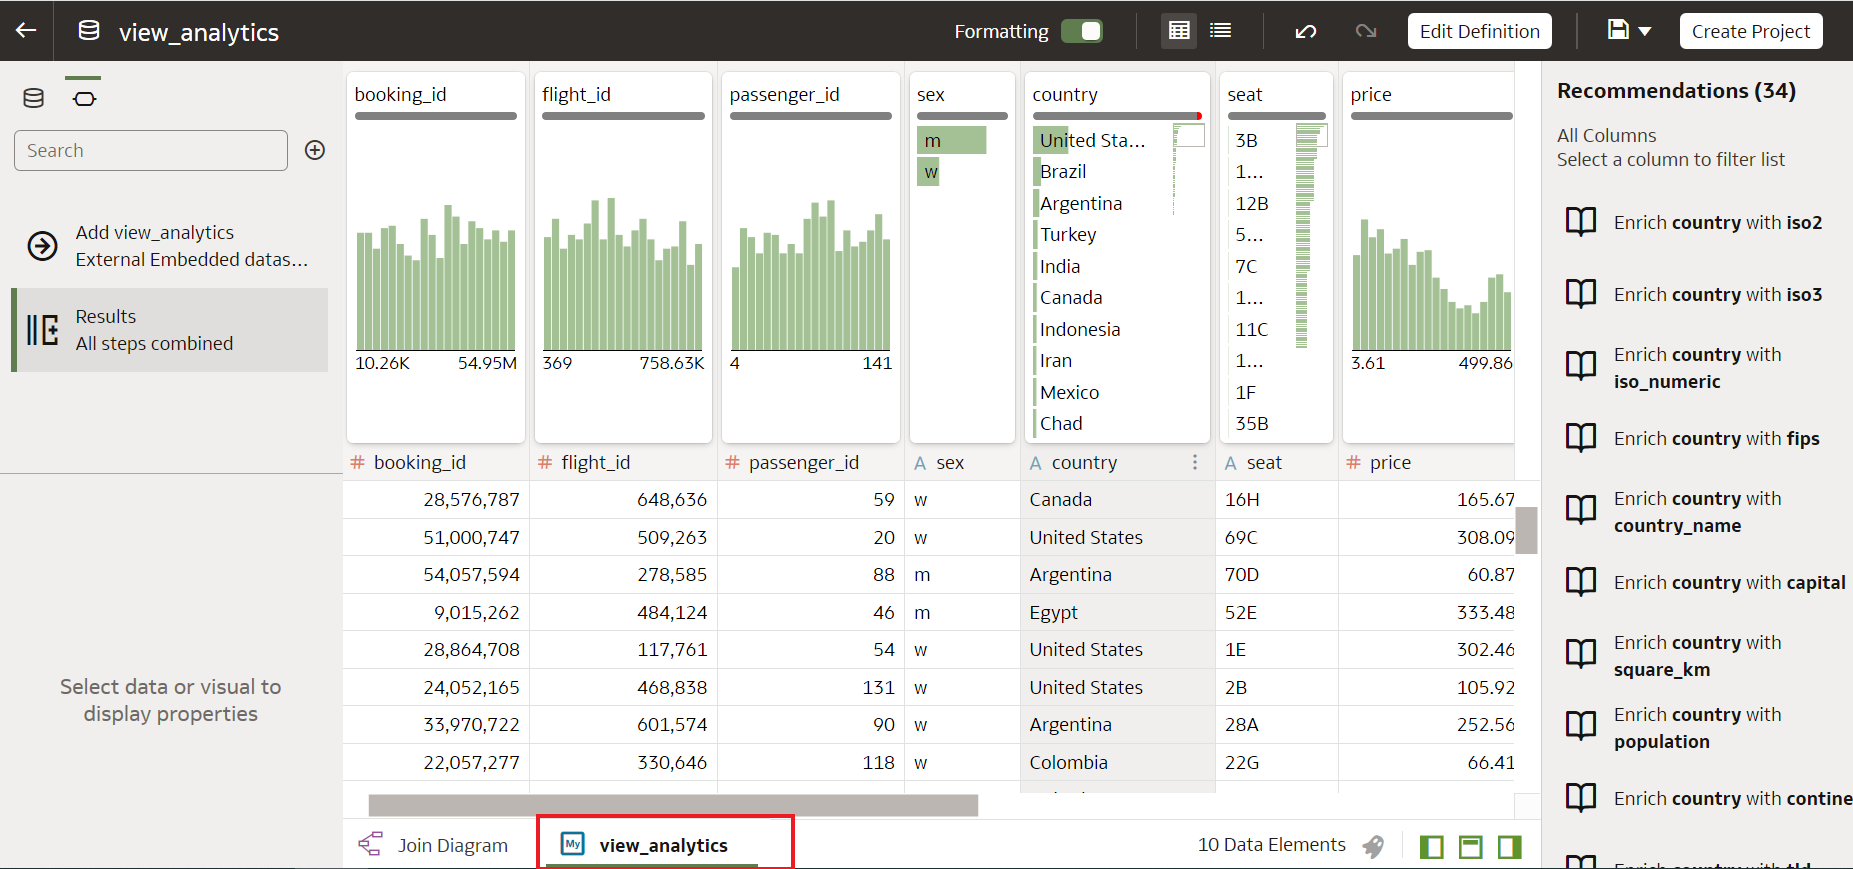 view_analytics
Formatting
Edit Definition
Create Project
Search
Add view_analytics
External Embedded datas...
Results
All steps combined
Select data or visual to
display properties
booking_id
10.26K 54.95M
flight_id
369 758.63K
passenger_id
4 141
sex
m
w
country
United Sta...
Brazil
Argentina
Turkey
India
Canada
Indonesia
Iran
Mexico
Chad
seat
3B
1...
12B
5...
7C
1...
11C
1...
1F
35B
price
3.61 499.86
# booking_id # flight_id # passenger_id A sex A country A seat # price
28,576,787 648,636 59 w Canada 16H 165.67
51,000,747 509,263 20 w United States 69C 308.09
54,057,594 278,585 88 m Argentina 70D 60.87
9,015,262 484,124 46 m Egypt 52E 333.48
28,864,708 117,761 54 w United States 1E 302.46
24,052,165 468,838 131 w United States 2B 105.92
33,970,722 601,574 90 w Argentina 28A 252.56
22,057,277 330,646 118 w Colombia 22G 66.41
Join Diagram
My view_analytics
10 Data Elements
Recommendations (34)
All Columns
Select a column to filter list
Enrich country with iso2
Enrich country with iso3
Enrich country with
iso_numeric
Enrich country with fips
Enrich country with
country_name
Enrich country with capital
Enrich country with
square_km
Enrich country with
population
Enrich country with contine